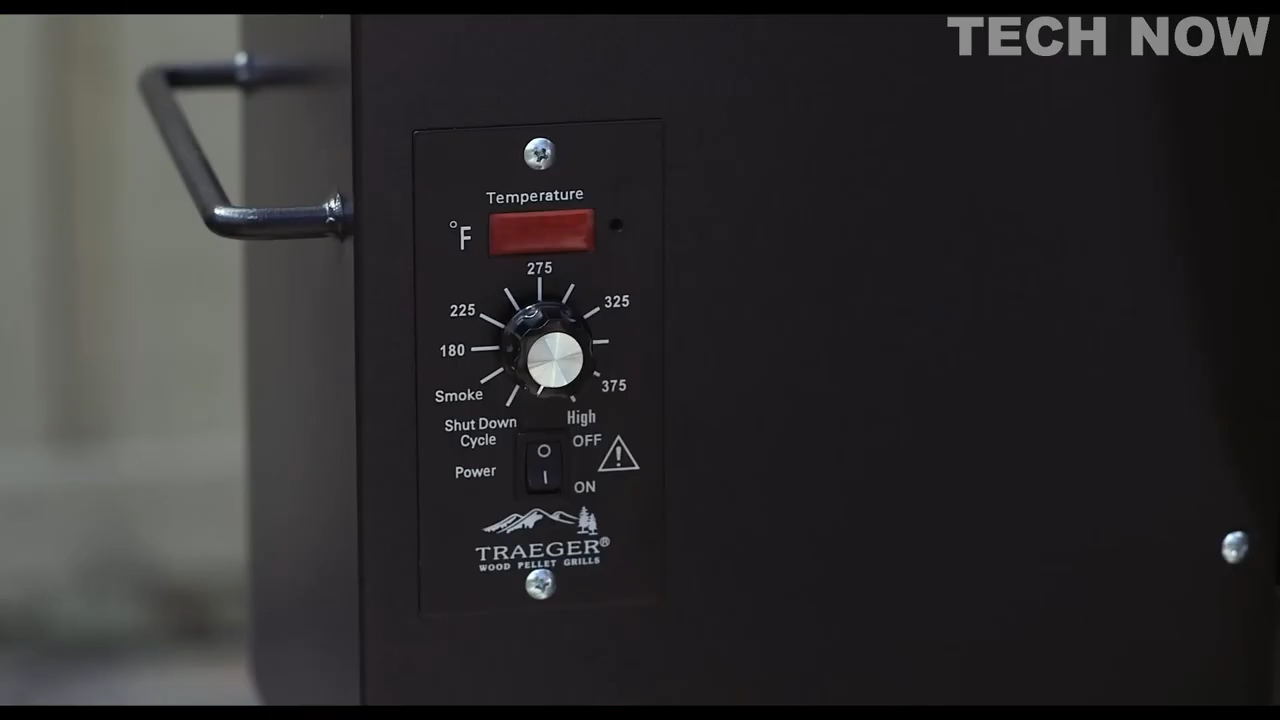 TECH NOW
Temperature
°F
275
225
325
180
375
Smoke
Shut Down
Cycle
High
OFF
Power
O
I
ON
TRAEGER®
WOOD PELLET GRILLS